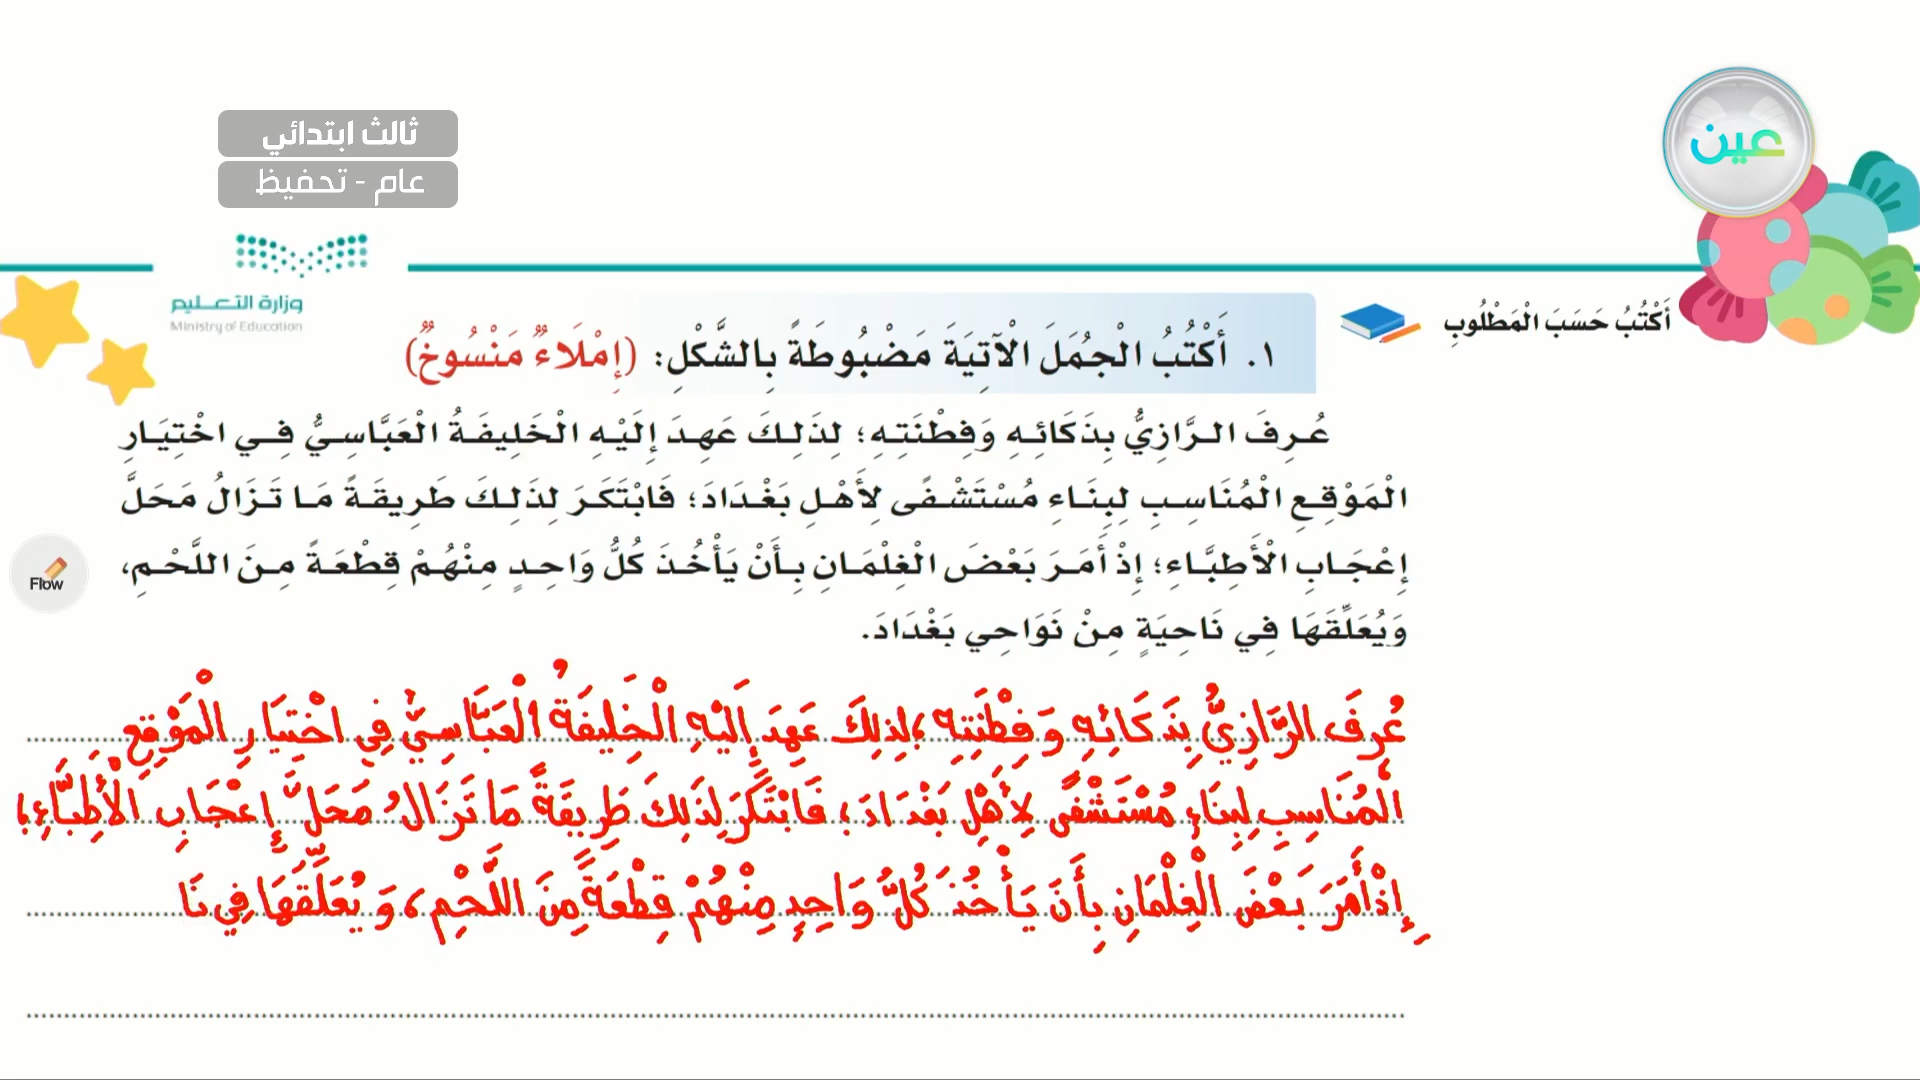 عين
ثالث ابتدائي
عام - تحفيظ
وزارة التعليم
Ministry of Education
أَكْتُبُ حَسَبَ الْمَطْلُوبِ
١. أَكْتُبُ الْجُمَلَ الْآتِيَةَ مَضْبُوطَةً بِالشَّكْلِ: (إِمْلَاءٌ مَنْسُوخٌ)
عُرِفَ الرَّازِيُّ بِذَكَائِهِ وَفِطْنَتِهِ؛ لِذَلِكَ عَهِدَ إِلَيْهِ الْخَلِيفَةُ الْعَبَّاسِيُّ فِي اخْتِيَارِ
الْمَوْقِعِ الْمُنَاسِبِ لِبِنَاءِ مُسْتَشْفًى لِأَهْلِ بَغْدَادَ؛ فَابْتَكَرَ لِذَلِكَ طَرِيقَةً مَا تَزَالُ مَحَلَّ
إِعْجَابِ الْأَطِبَّاءِ؛ إِذْ أَمَرَ بَعْضَ الْغِلْمَانِ بِأَنْ يَأْخُذَ كُلُّ وَاحِدٍ مِنْهُمْ قِطْعَةً مِنَ اللَّحْمِ،
وَيُعَلِّقَهَا فِي نَاحِيَةٍ مِنْ نَوَاحِي بَغْدَادَ.
Flow
عُرِفَ الرَّازِيُّ بِذَكَائِهِ وَفِطْنَتِهِ ؛ لِذلِكَ عَهِدَ إِلَيْهِ الْخَلِيفَةُ الْعَبَّاسِيُّ فِي اخْتِيَارِ الْمَوْقِعِ
الْمُنَاسِبِ لِبِنَاءِ مُسْتَشْفًى لِأَهْلِ بَغْدَادَ ؛ فَابْتَكَرَ لِذَلِكَ طَرِيقَةً مَا تَزَالُ مَحَلَّ إِعْجَابِ الْأَطِبَّاءِ؛
إِذْ أَمَرَ بَعْضَ الْغِلْمَانِ بِأَنَ يَأْخُذَ كُلُّ وَاحِدٍ مِنْهُمْ قِطْعَةً مِنَ اللَّحْمِ ، وَ يُعَلِّقَهَا فِي نَا